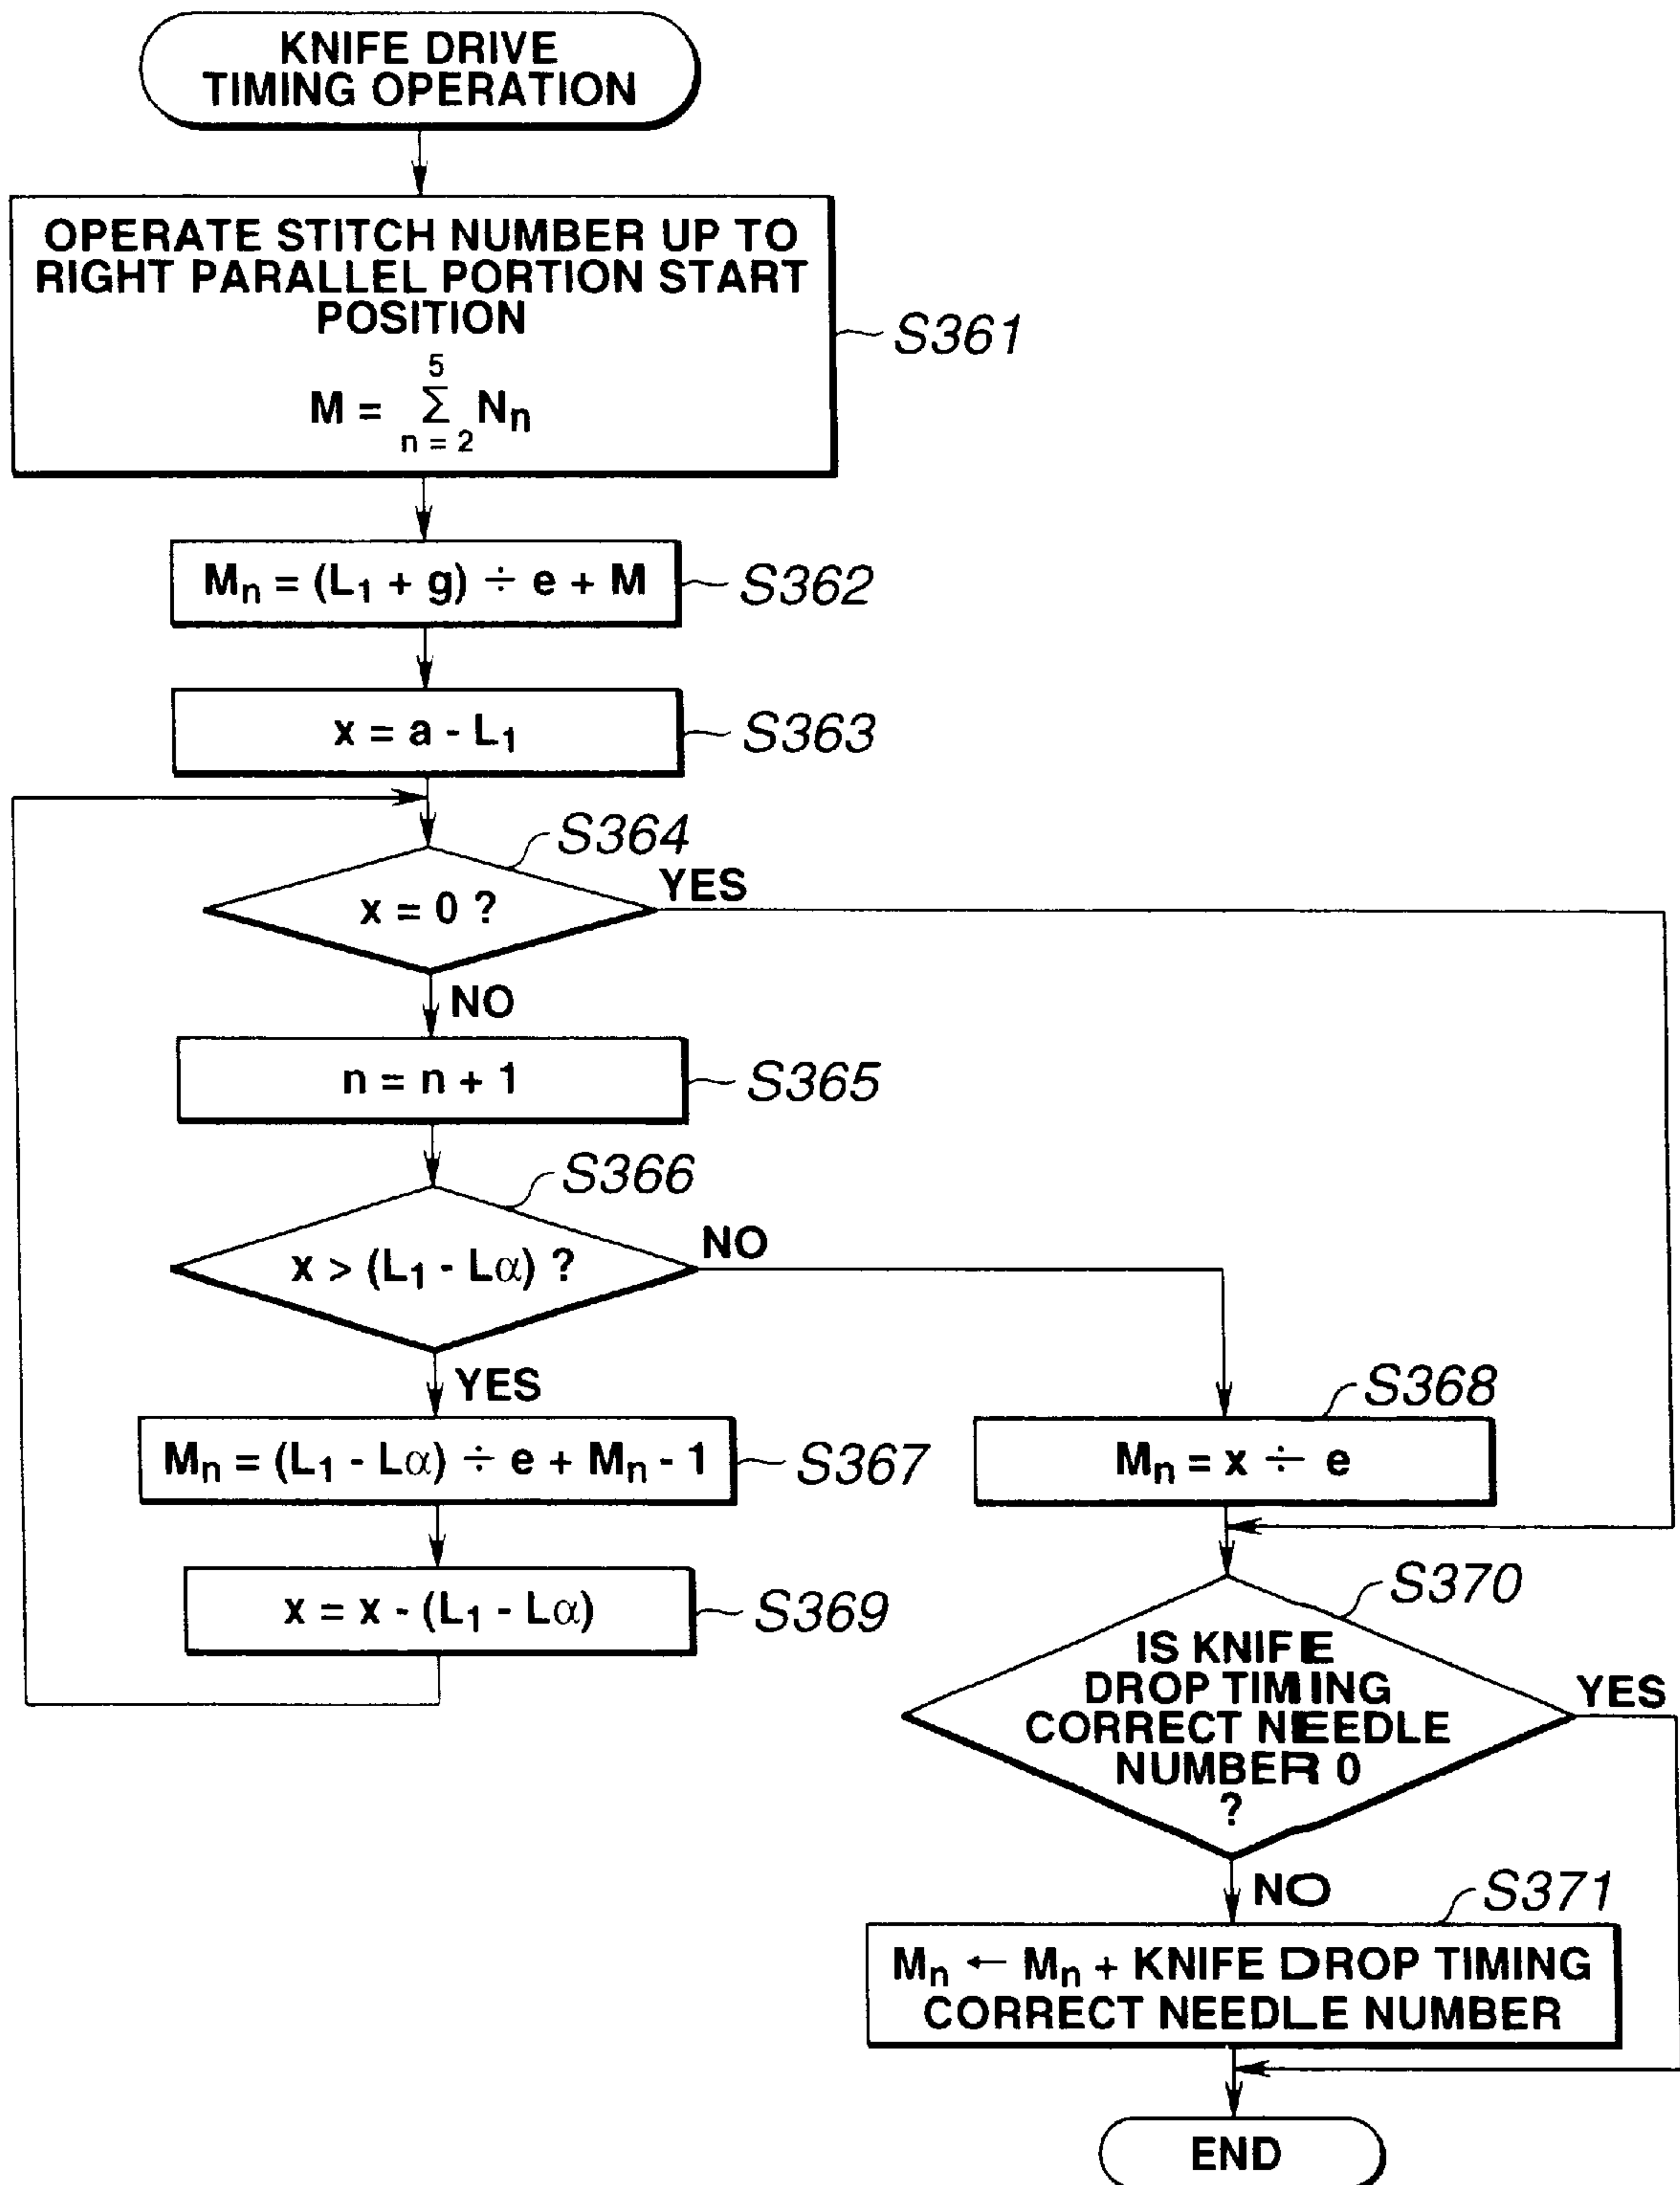 KNIFE DRIVE
TIMING OPERATION
OPERATE STITCH NUMBER UP TO
RIGHT PARALLEL PORTION START
POSITION
5
M = Σ Nn
n = 2
S361
Mn = (L1 + g) ÷ e + M
S362
x = a - L1
S363
S364
x = 0 ?
YES
NO
n = n + 1
S365
S366
x > (L1 - Lα) ?
NO
YES
Mn = (L1 - Lα) ÷ e + Mn - 1
S367
S368
Mn = x ÷ e
x = x - (L1 - Lα)
S369
S370
IS KNIFE
DROP TIMING
CORRECT NEEDLE
NUMBER 0
?
YES
NO
S371
Mn ← Mn + KNIFE DROP TIMING
CORRECT NEEDLE NUMBER
END